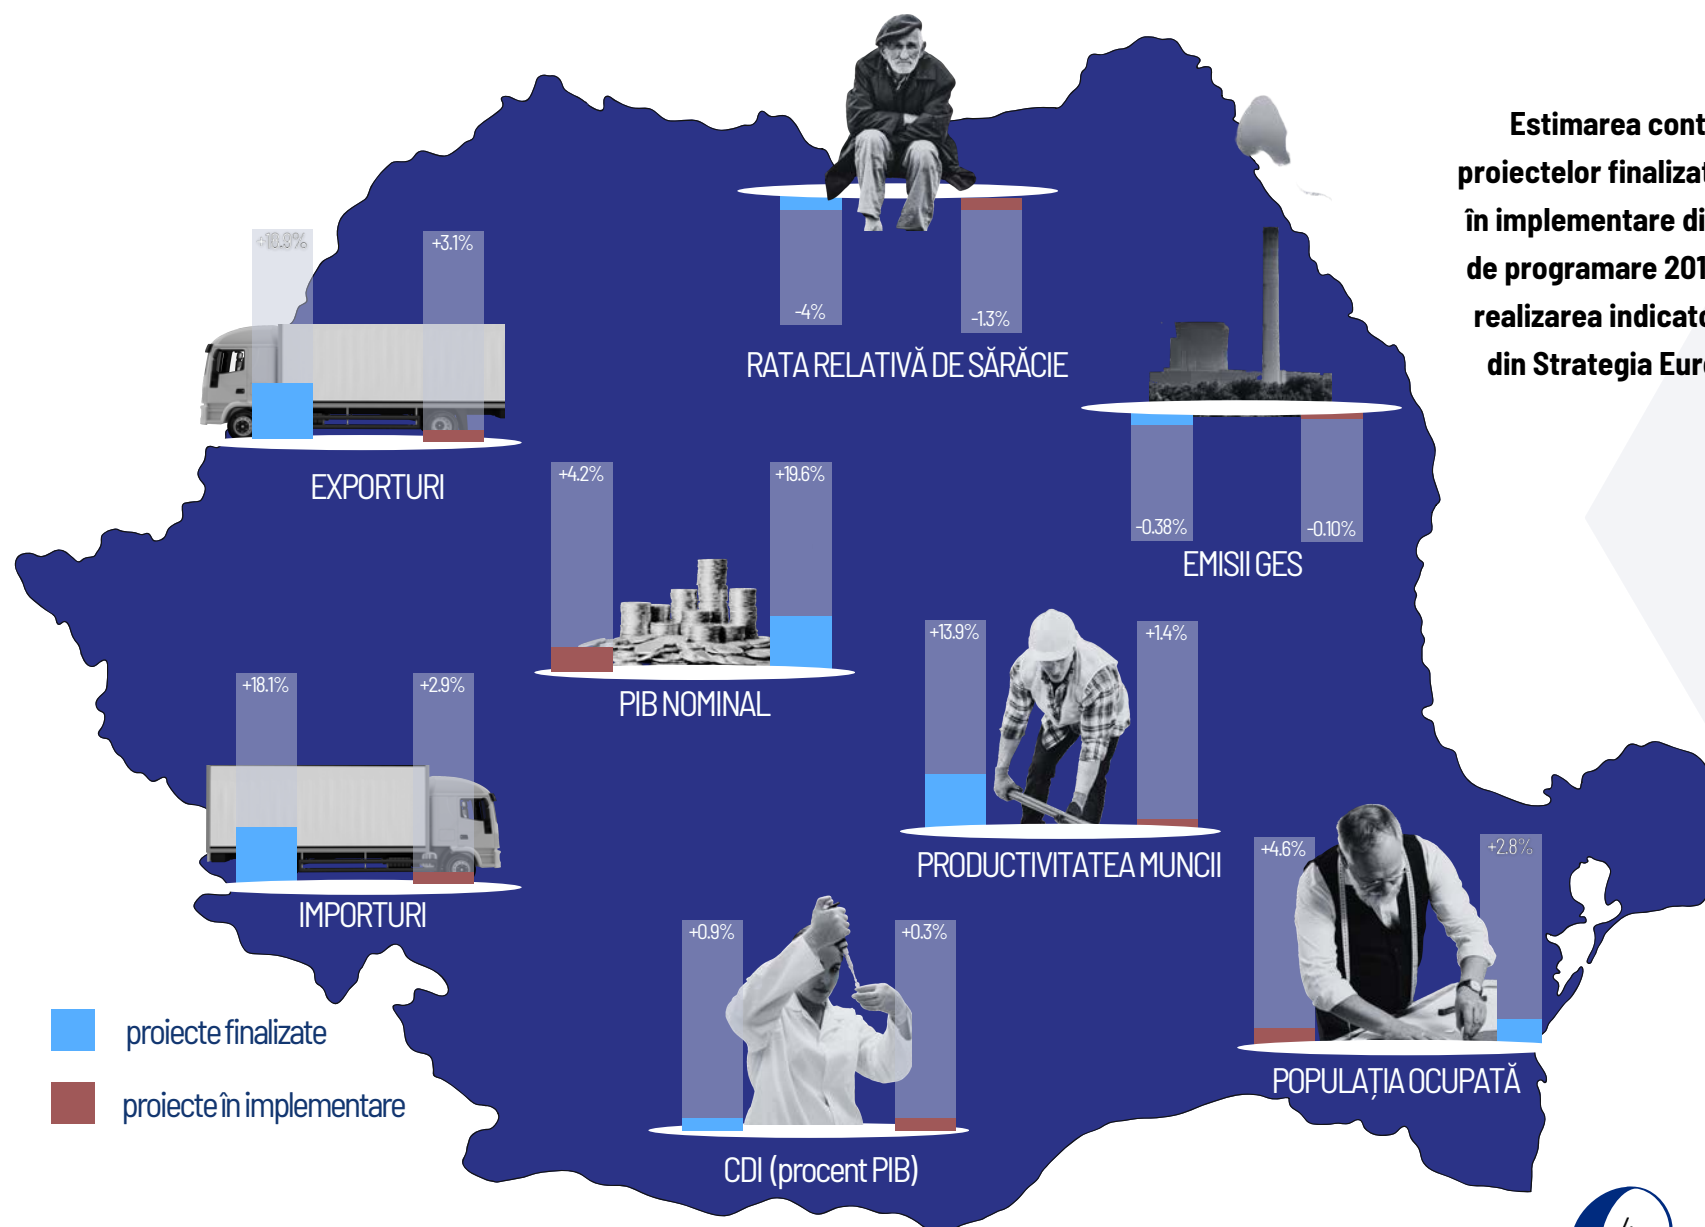 Estimarea cont
proiectelor finalizat
în implementare di
de programare 201
realizarea indicato
din Strategia Eur
+3.1%
EXPORTURI
-4%
-1.3%
RATA RELATIVĂ DE SĂRĂCIE
-0.38%
-0.10%
EMISII GES
+4.2%
+19.6%
PIB NOMINAL
+13.9%
+1.4%
PRODUCTIVITATEA MUNCII
+18.1%
+2.9%
IMPORTURI
+4.6%
+2.8%
POPULAȚIA OCUPATĂ
+0.9%
+0.3%
CDI (procent PIB)
proiecte finalizate
proiecte în implementare